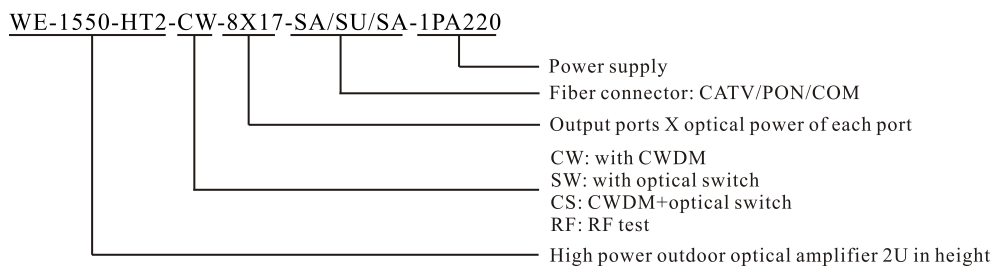 WE-1550-HT2-CW-8X17-SA/SU/SA-1PA220
Power supply
Fiber connector: CATV/PON/COM
Output ports X optical power of each port
CW: with CWDM
SW: with optical switch
CS: CWDM+optical switch
RF: RF test
High power outdoor optical amplifier 2U in height